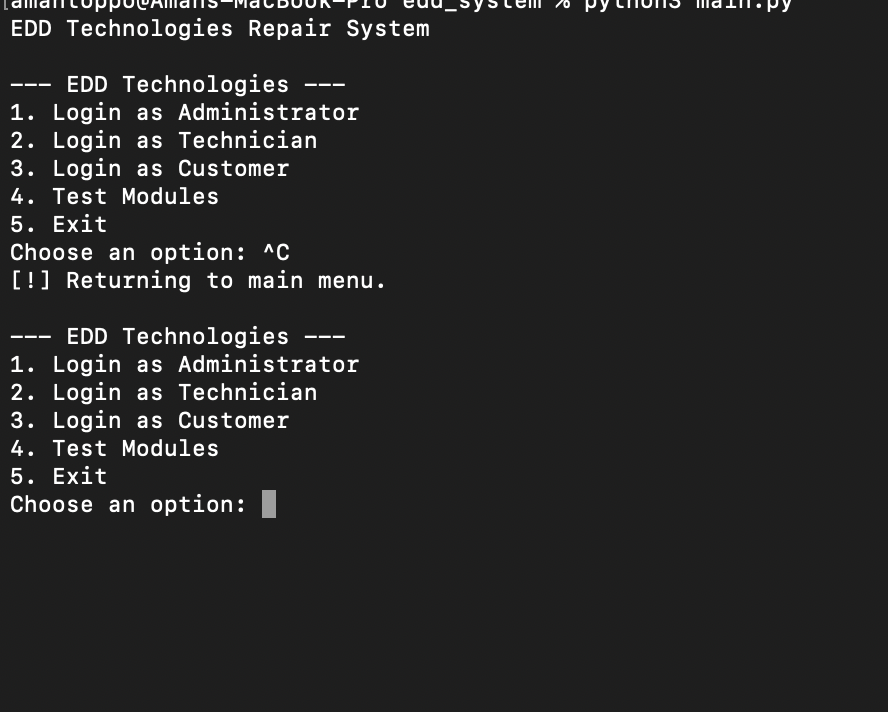 [amantoppo@Amans-MacBook-Pro edd_system % python3 main.py
EDD Technologies Repair System
--- EDD Technologies ---
1. Login as Administrator
2. Login as Technician
3. Login as Customer
4. Test Modules
5. Exit
Choose an option: ^C
[!] Returning to main menu.
--- EDD Technologies ---
1. Login as Administrator
2. Login as Technician
3. Login as Customer
4. Test Modules
5. Exit
Choose an option: